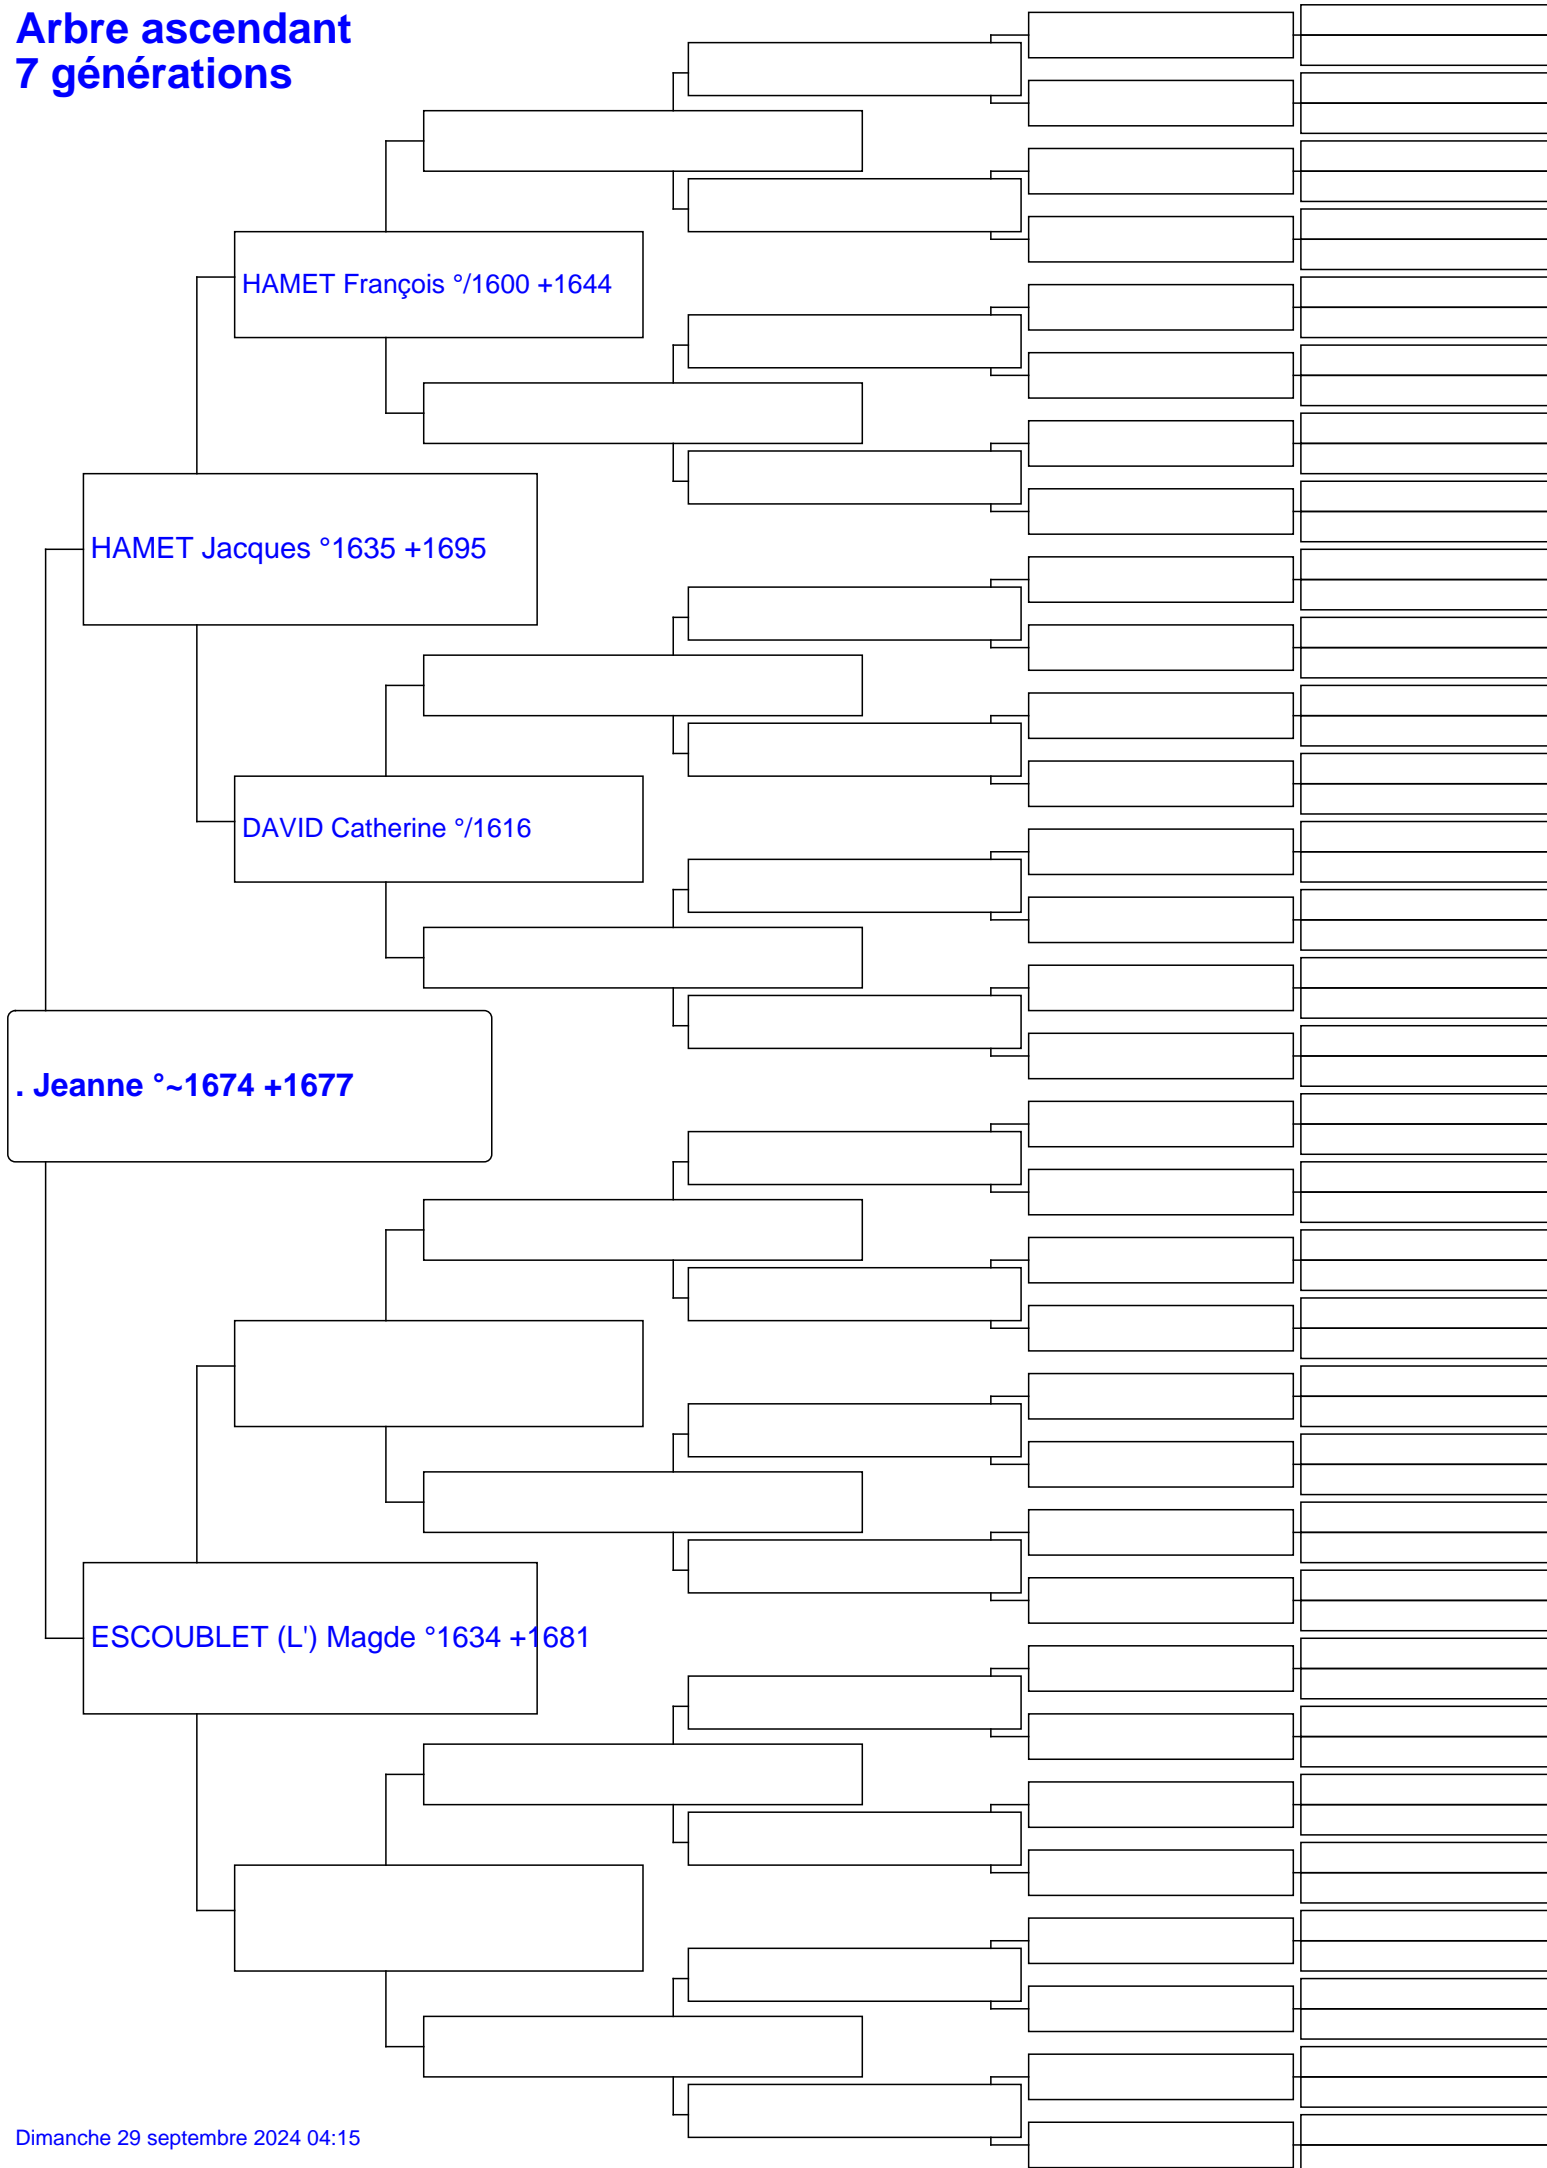 Arbre ascendant
7 générations
HAMET François °/1600 +1644
HAMET Jacques °1635 +1695
DAVID Catherine °/1616
. Jeanne °~1674 +1677
ESCOUBLET (L') Magde °1634 +1681
Dimanche 29 septembre 2024 04:15